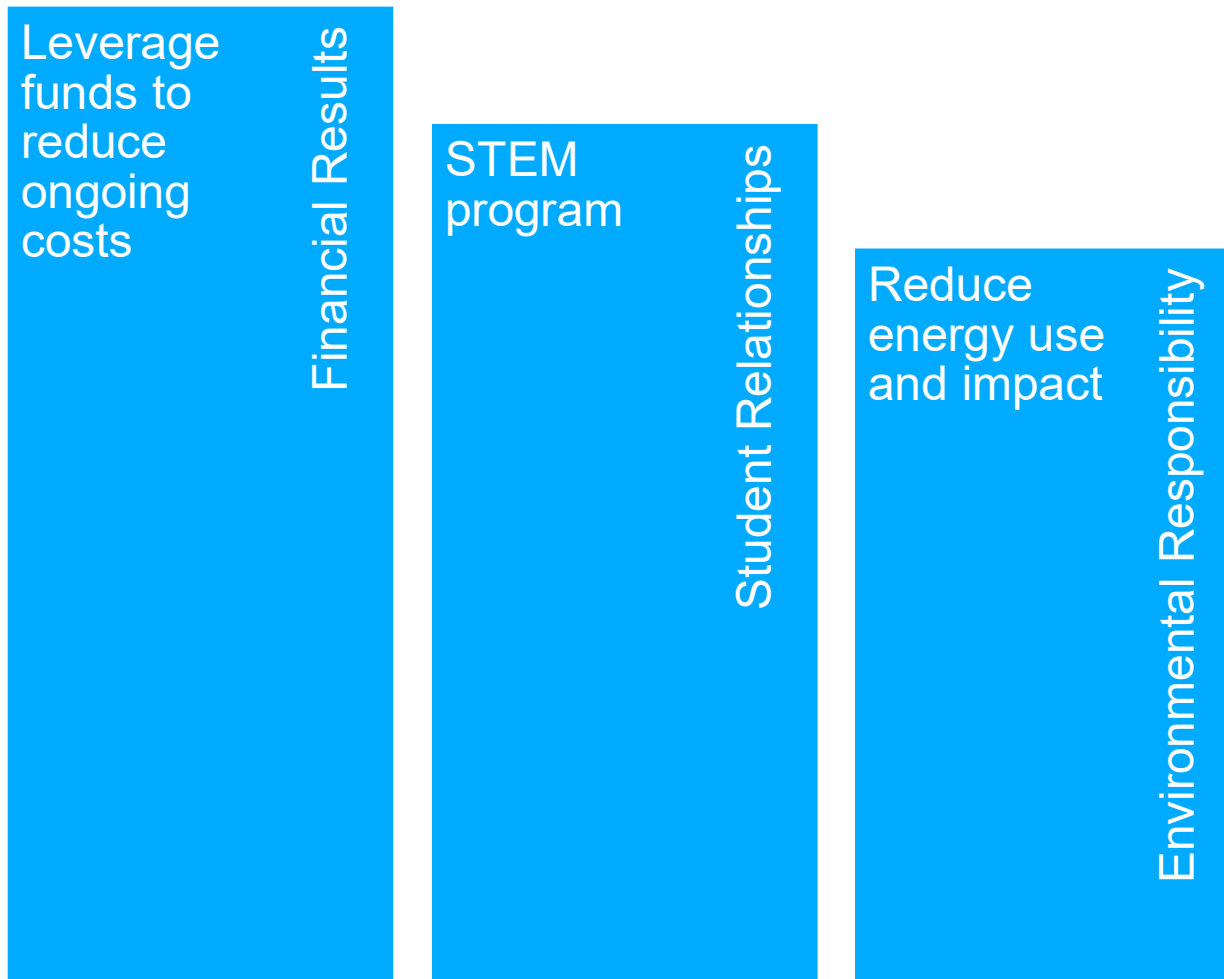 Leverage
funds to
reduce
ongoing
costs
Financial Results
STEM
program
Student Relationships
Reduce
energy use
and impact
Environmental Responsibility